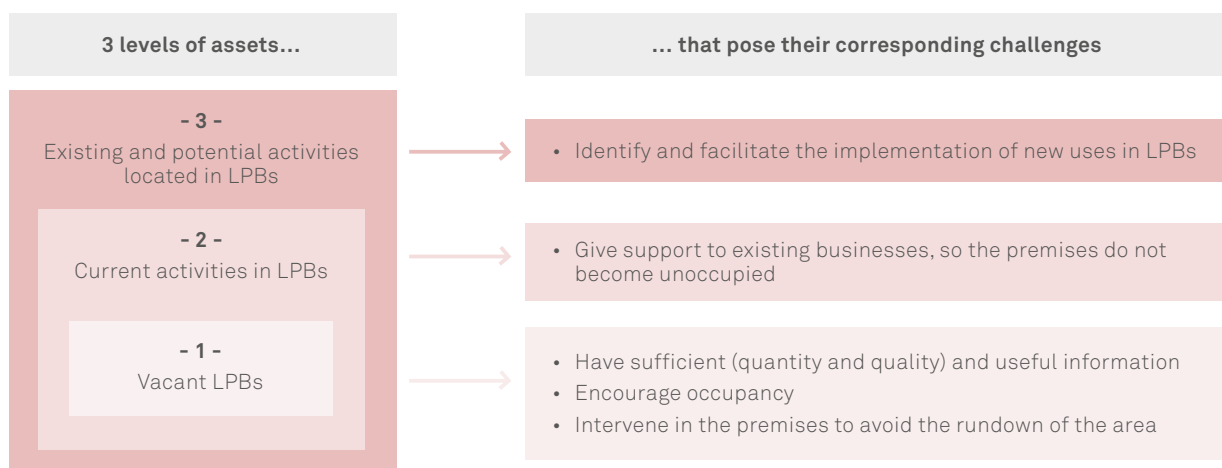 3 levels of assets...
... that pose their corresponding challenges
- 3 -
Existing and potential activities
located in LPBs
• Identify and facilitate the implementation of new uses in LPBs
- 2 -
Current activities in LPBs
• Give support to existing businesses, so the premises do not
become unoccupied
- 1 -
Vacant LPBs
• Have sufficient (quantity and quality) and useful information
• Encourage occupancy
• Intervene in the premises to avoid the rundown of the area